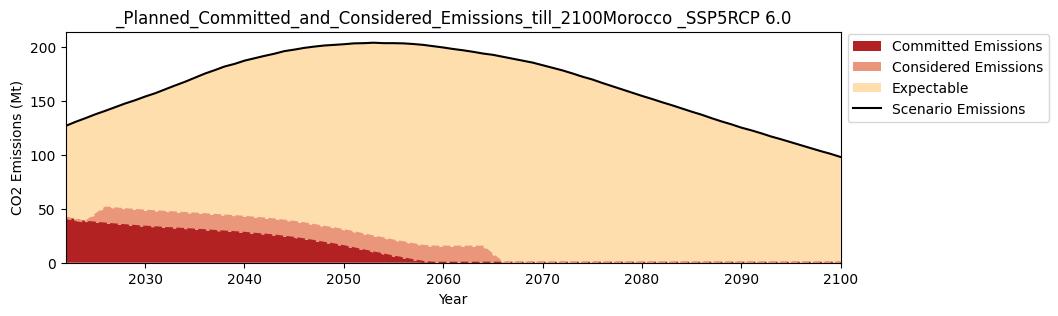 _Planned_Committed_and_Considered_Emissions_till_2100Morocco _SSP5RCP 6.0
Committed Emissions
Considered Emissions
Expectable
Scenario Emissions
CO2 Emissions (Mt)
200
150
100
50
0
2030 2040 2050 2060 2070 2080 2090 2100
Year